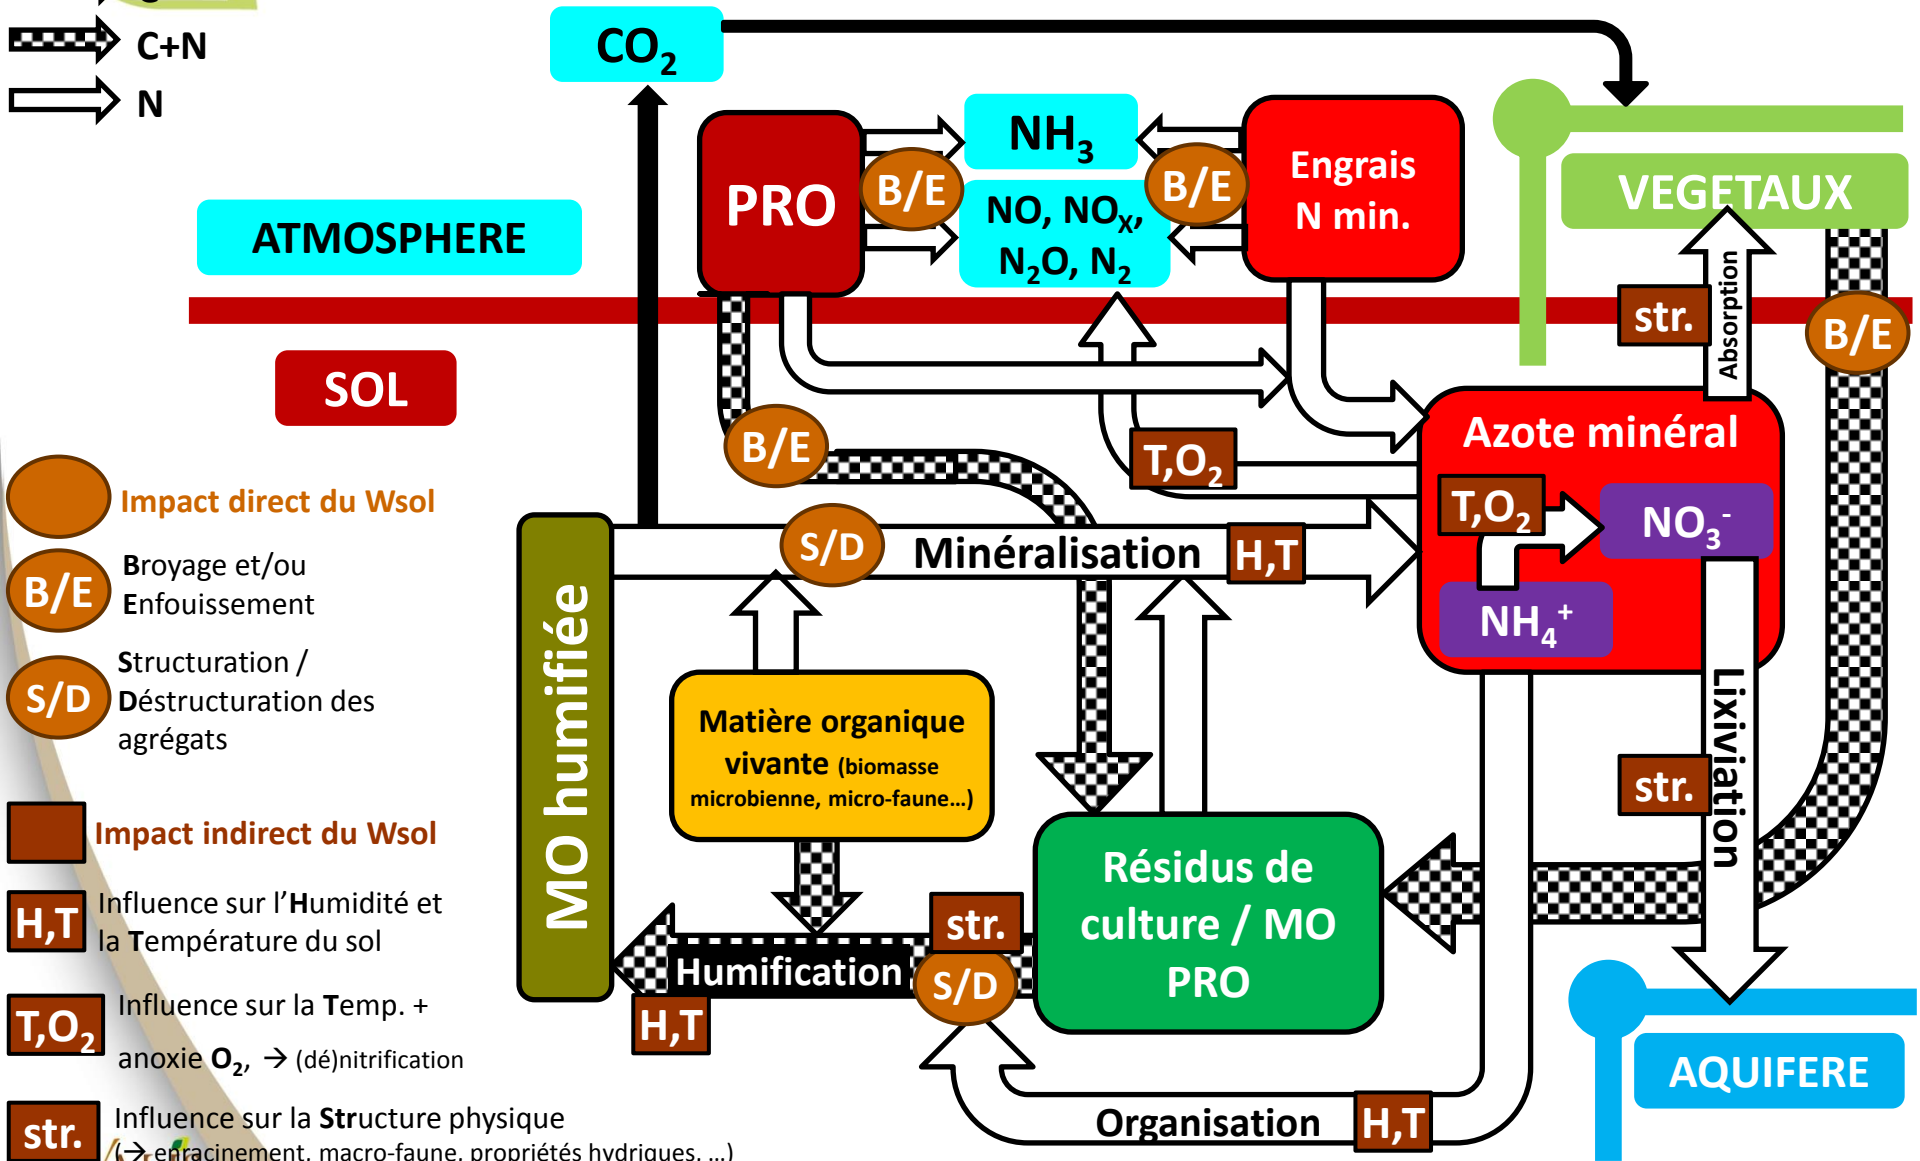 C+N
N
CO₂
NH₃
PRO
B/E
B/E
NO, NOₓ,
N₂O, N₂
Engrais
N min.
VEGETAUX
ATMOSPHERE
str.
Absorption
B/E
SOL
B/E
T,O₂
Azote minéral
T,O₂
NO₃⁻
NH₄⁺
Impact direct du Wsol
B/E
Broyage et/ou
Enfouissement
S/D
Structuration /
Déstructuration des
agrégats
S/D
Minéralisation
H,T
MO humifiée
Matière organique
vivante (biomasse
microbienne, micro-faune…)
Lixiviation
str.
Impact indirect du Wsol
H,T
Influence sur l'Humidité et
la Température du sol
T,O₂
Influence sur la Temp. +
anoxie O₂, → (dé)nitrification
str.
Influence sur la Structure physique
(→ enracinement, macro-faune, propriétés hydriques, …)
Résidus de
culture / MO
PRO
str.
S/D
Humification
H,T
Organisation
H,T
AQUIFERE